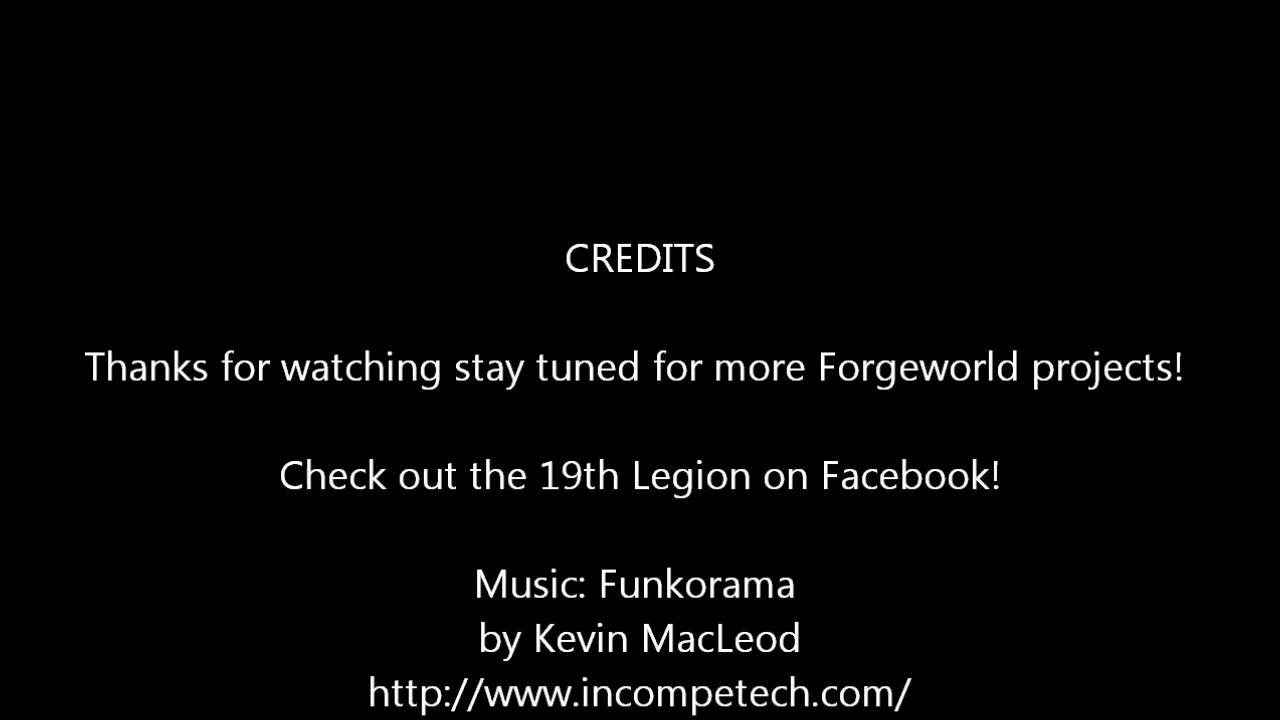 CREDITS
Thanks for watching stay tuned for more Forgeworld projects!
Check out the 19th Legion on Facebook!
Music: Funkorama
by Kevin MacLeod
http://www.incompetech.com/